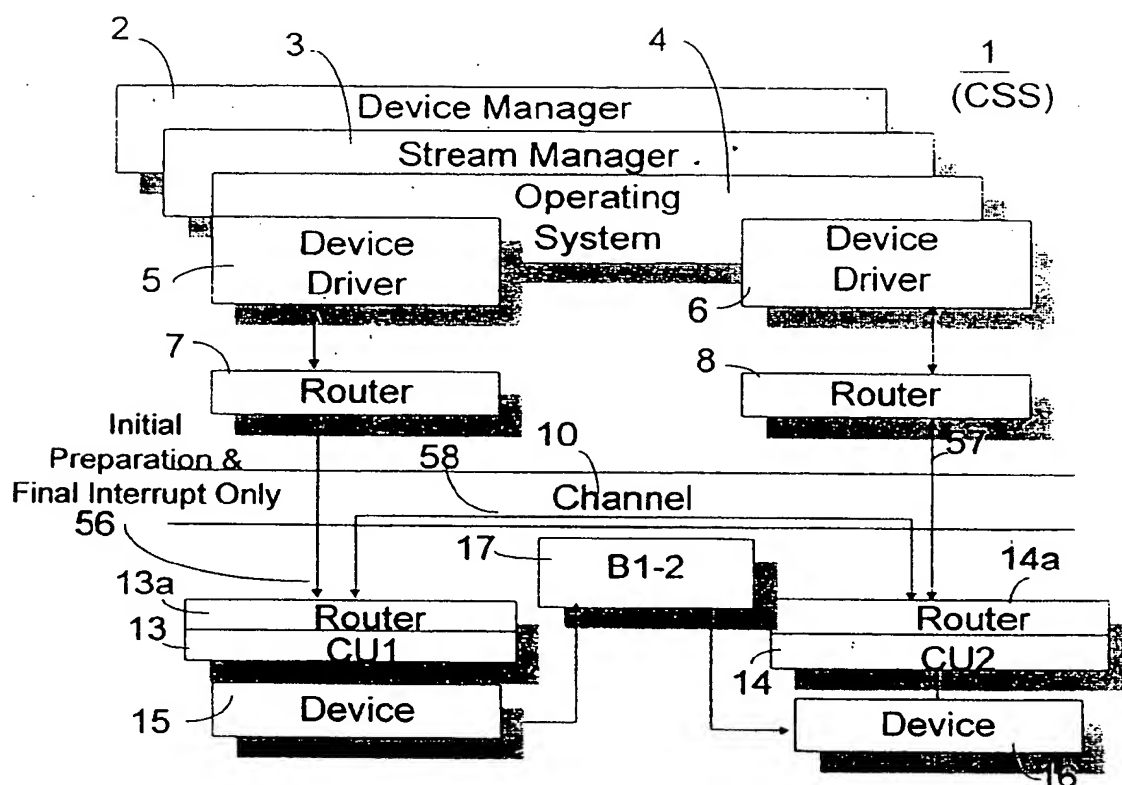 2
3
4
1
(CSS)
Device Manager
Stream Manager
Operating
System
Device
Driver
5
Device
Driver
6
7
Router
8
Router
Initial
Preparation &
Final Interrupt Only
56
58
10
Channel
57
17
B1-2
13a
Router
13
CU1
14a
Router
14
CU2
15
Device
Device
16